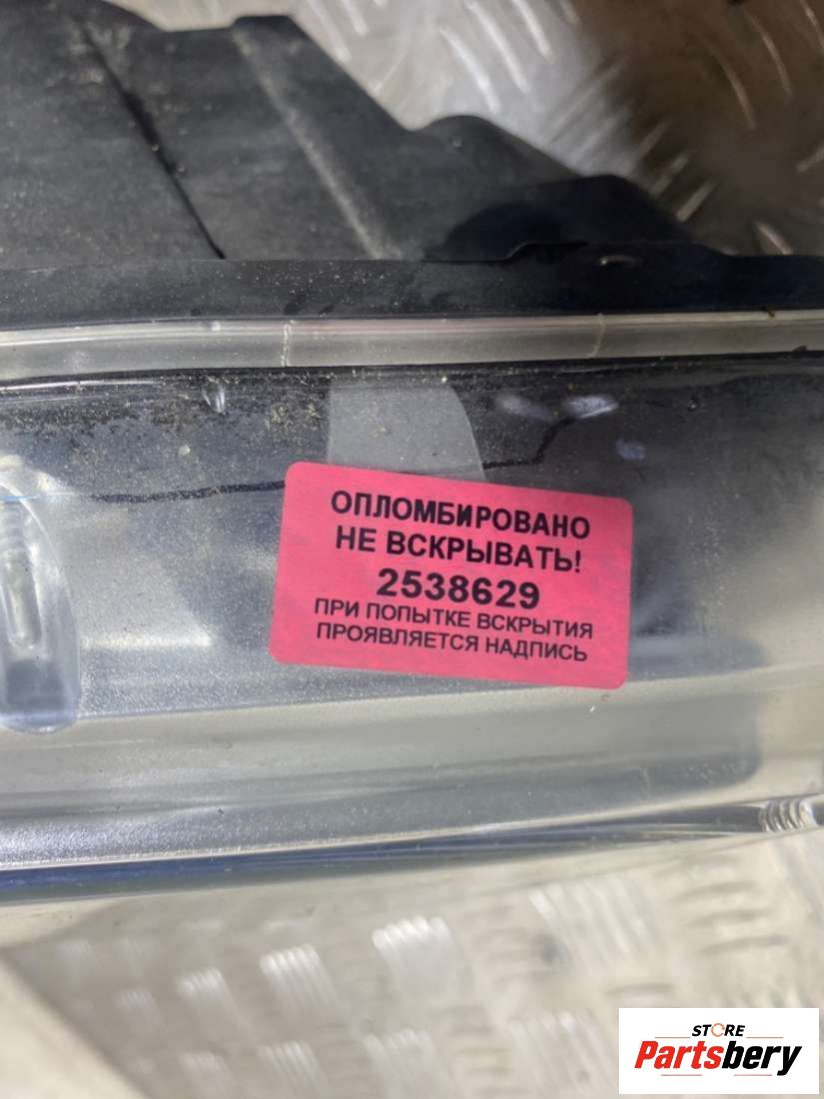 ОПЛОМБИРОВАНО
НЕ ВСКРЫВАТЬ!
2538629
ПРИ ПОПЫТКЕ ВСКРЫТИЯ
ПРОЯВЛЯЕТСЯ НАДПИСЬ
STORE
Partsbery